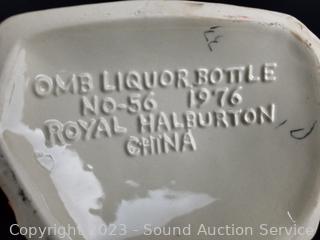 OMB LIQUOR BOTTLE
NO-56 1976
ROYAL HALBURTON
CHINA
Copyright 2023 - Sound Auction Service